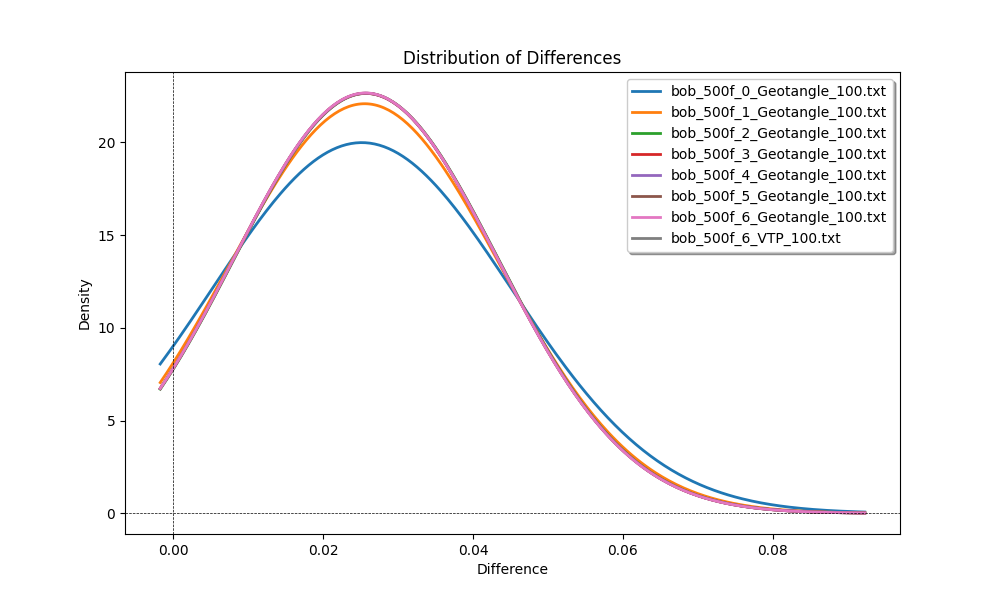 Distribution of Differences
bob_500f_0_Geotangle_100.txt
bob_500f_1_Geotangle_100.txt
bob_500f_2_Geotangle_100.txt
bob_500f_3_Geotangle_100.txt
bob_500f_4_Geotangle_100.txt
bob_500f_5_Geotangle_100.txt
bob_500f_6_Geotangle_100.txt
bob_500f_6_VTP_100.txt
Density
20
15
10
5
0
0.00 0.02 0.04 0.06 0.08
Difference